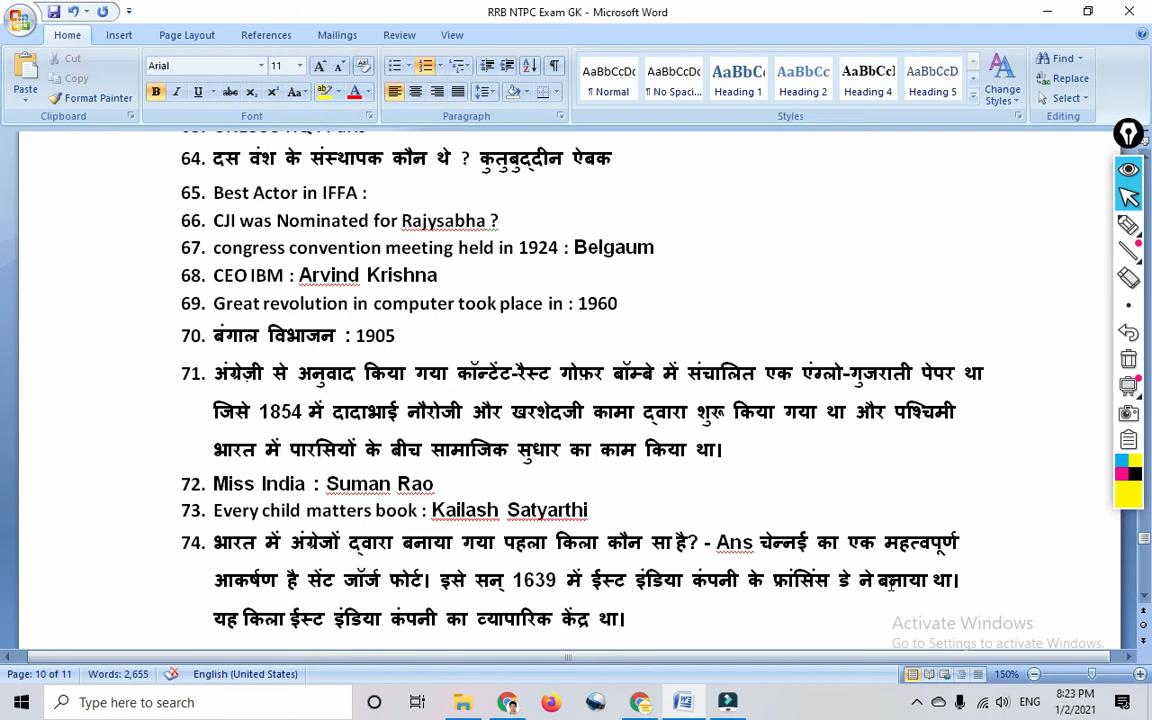 RRB NTPC Exam GK - Microsoft Word
Home Insert Page Layout References Mailings Review View
Paste
Cut
Copy
Format Painter
Clipboard
Arial 11
B I U abc x₂ x² Aa
Font
Paragraph
AaBbCcDc AaBbCcDc AaBbCc AaBbCc AaBbCcI AaBbCcD
¶ Normal ¶ No Spaci... Heading 1 Heading 2 Heading 4 Heading 5
Change Styles
Styles
Find
Replace
Select
Editing
64. दस वंश के संस्थापक कौन थे ? कुतुबुद्दीन ऐबक
65. Best Actor in IFFA :
66. CJI was Nominated for Rajysabha ?
67. congress convention meeting held in 1924 : Belgaum
68. CEO IBM : Arvind Krishna
69. Great revolution in computer took place in : 1960
70. बंगाल विभाजन : 1905
71. अंग्रेज़ी से अनुवाद किया गया कॉन्टेंट-रैस्ट गोफ़र बॉम्बे में संचालित एक एंग्लो-गुजराती पेपर था
जिसे 1854 में दादाभाई नौरोजी और खरशेदजी कामा द्वारा शुरू किया गया था और पश्चिमी
भारत में पारसियों के बीच सामाजिक सुधार का काम किया था।
72. Miss India : Suman Rao
73. Every child matters book : Kailash Satyarthi
74. भारत में अंग्रेजों द्वारा बनाया गया पहला किला कौन सा है? - Ans चेन्नई का एक महत्वपूर्ण
आकर्षण है सेंट जॉर्ज फोर्ट। इसे सन् 1639 में ईस्ट इंडिया कंपनी के फ्रांसिंस डे ने बनाया था।
यह किला ईस्ट इंडिया कंपनी का व्यापारिक केंद्र था।
Activate Windows
Go to Settings to activate Windows.
Page: 10 of 11 Words: 2,655 English (United States) 150%
Type here to search
ENG
8:23 PM
1/2/2021